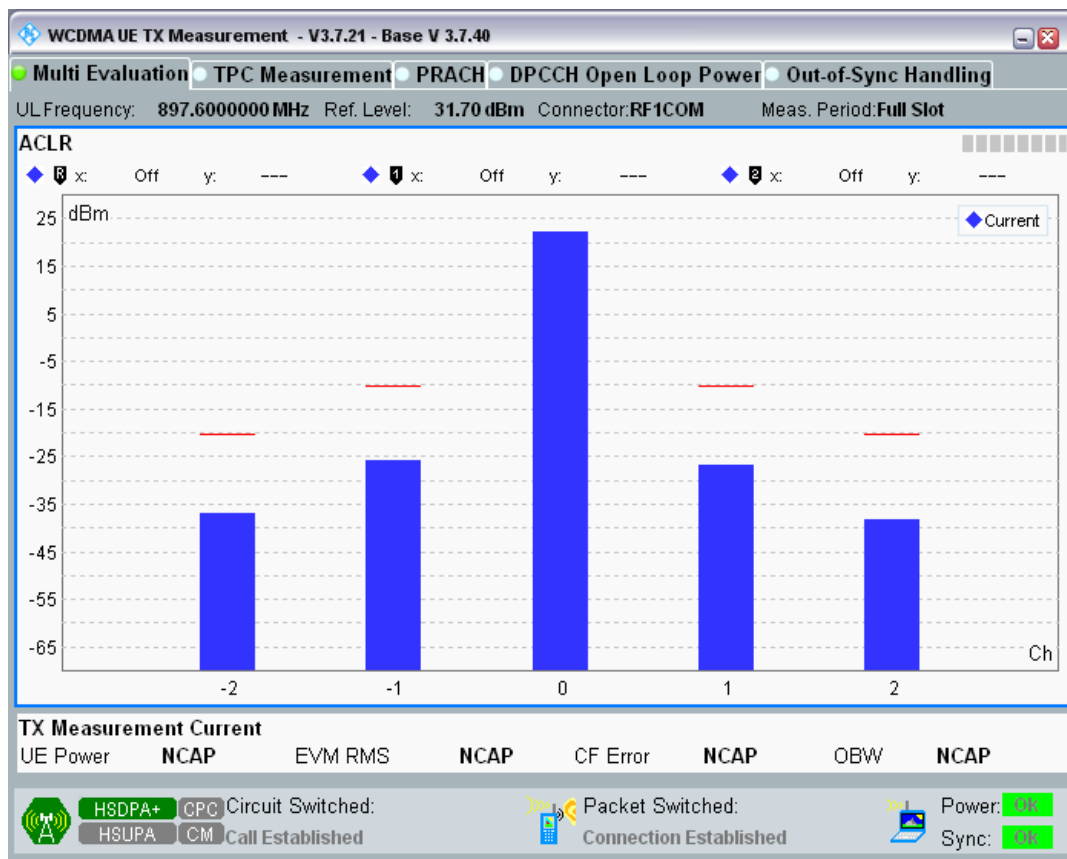 WCDMA UE TX Measurement - V3.7.21 - Base V 3.7.40
Multi Evaluation TPC Measurement PRACH DPCCH Open Loop Power Out-of-Sync Handling
UL Frequency: 897.6000000 MHz Ref. Level: 31.70 dBm Connector:RF1COM Meas. Period:Full Slot
ACLR
R x: Off y: --- 1 x: Off y: --- 2 x: Off y: ---
25 dBm
Current
15
5
-5
-15
-25
-35
-45
-55
-65
Ch
-2 -1 0 1 2
TX Measurement Current
UE Power NCAP EVM RMS NCAP CF Error NCAP OBW NCAP
HSDPA+ CPC Circuit Switched: Packet Switched: Power: Ok
HSUPA CM Call Established Connection Established Sync: Ok